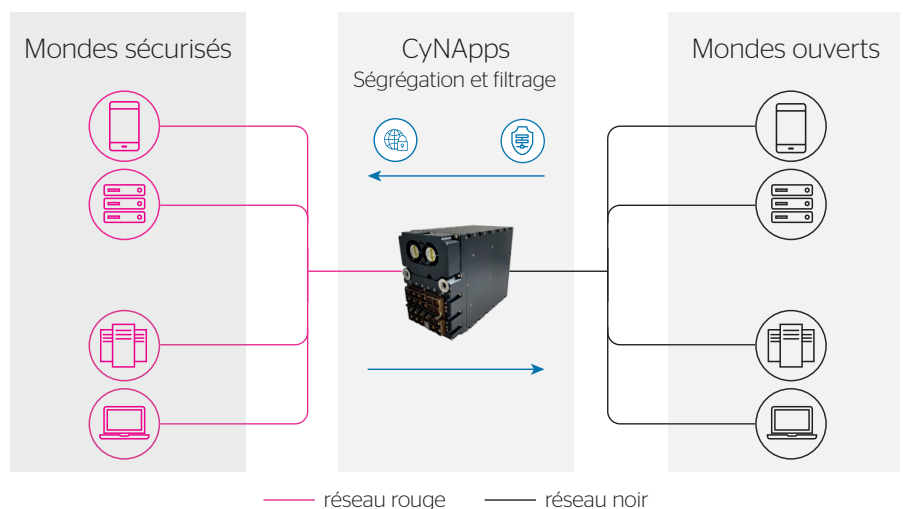 Mondes sécurisés
CyNApps
Ségrégation et filtrage
Mondes ouverts
réseau rouge
réseau noir